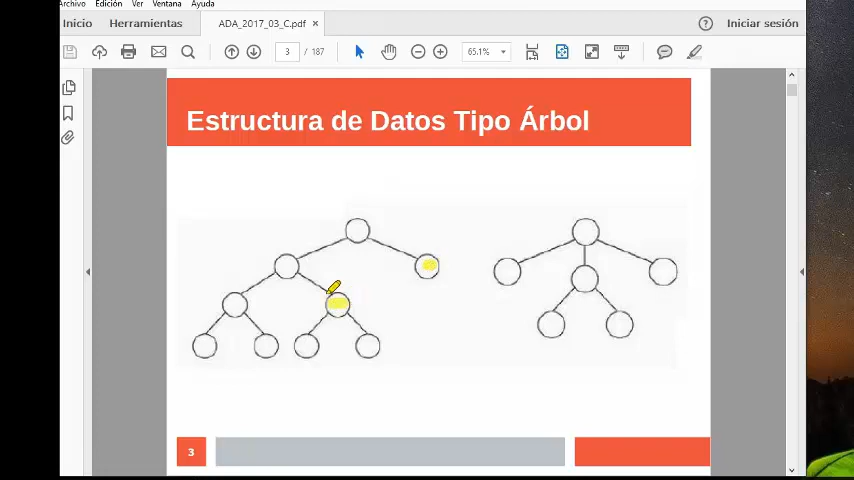 Archivo Edición Ver Ventana Ayuda
Inicio Herramientas ADA_2017_03_C.pdf × ? Iniciar sesión
3 / 187 65.1%
Estructura de Datos Tipo Árbol
3